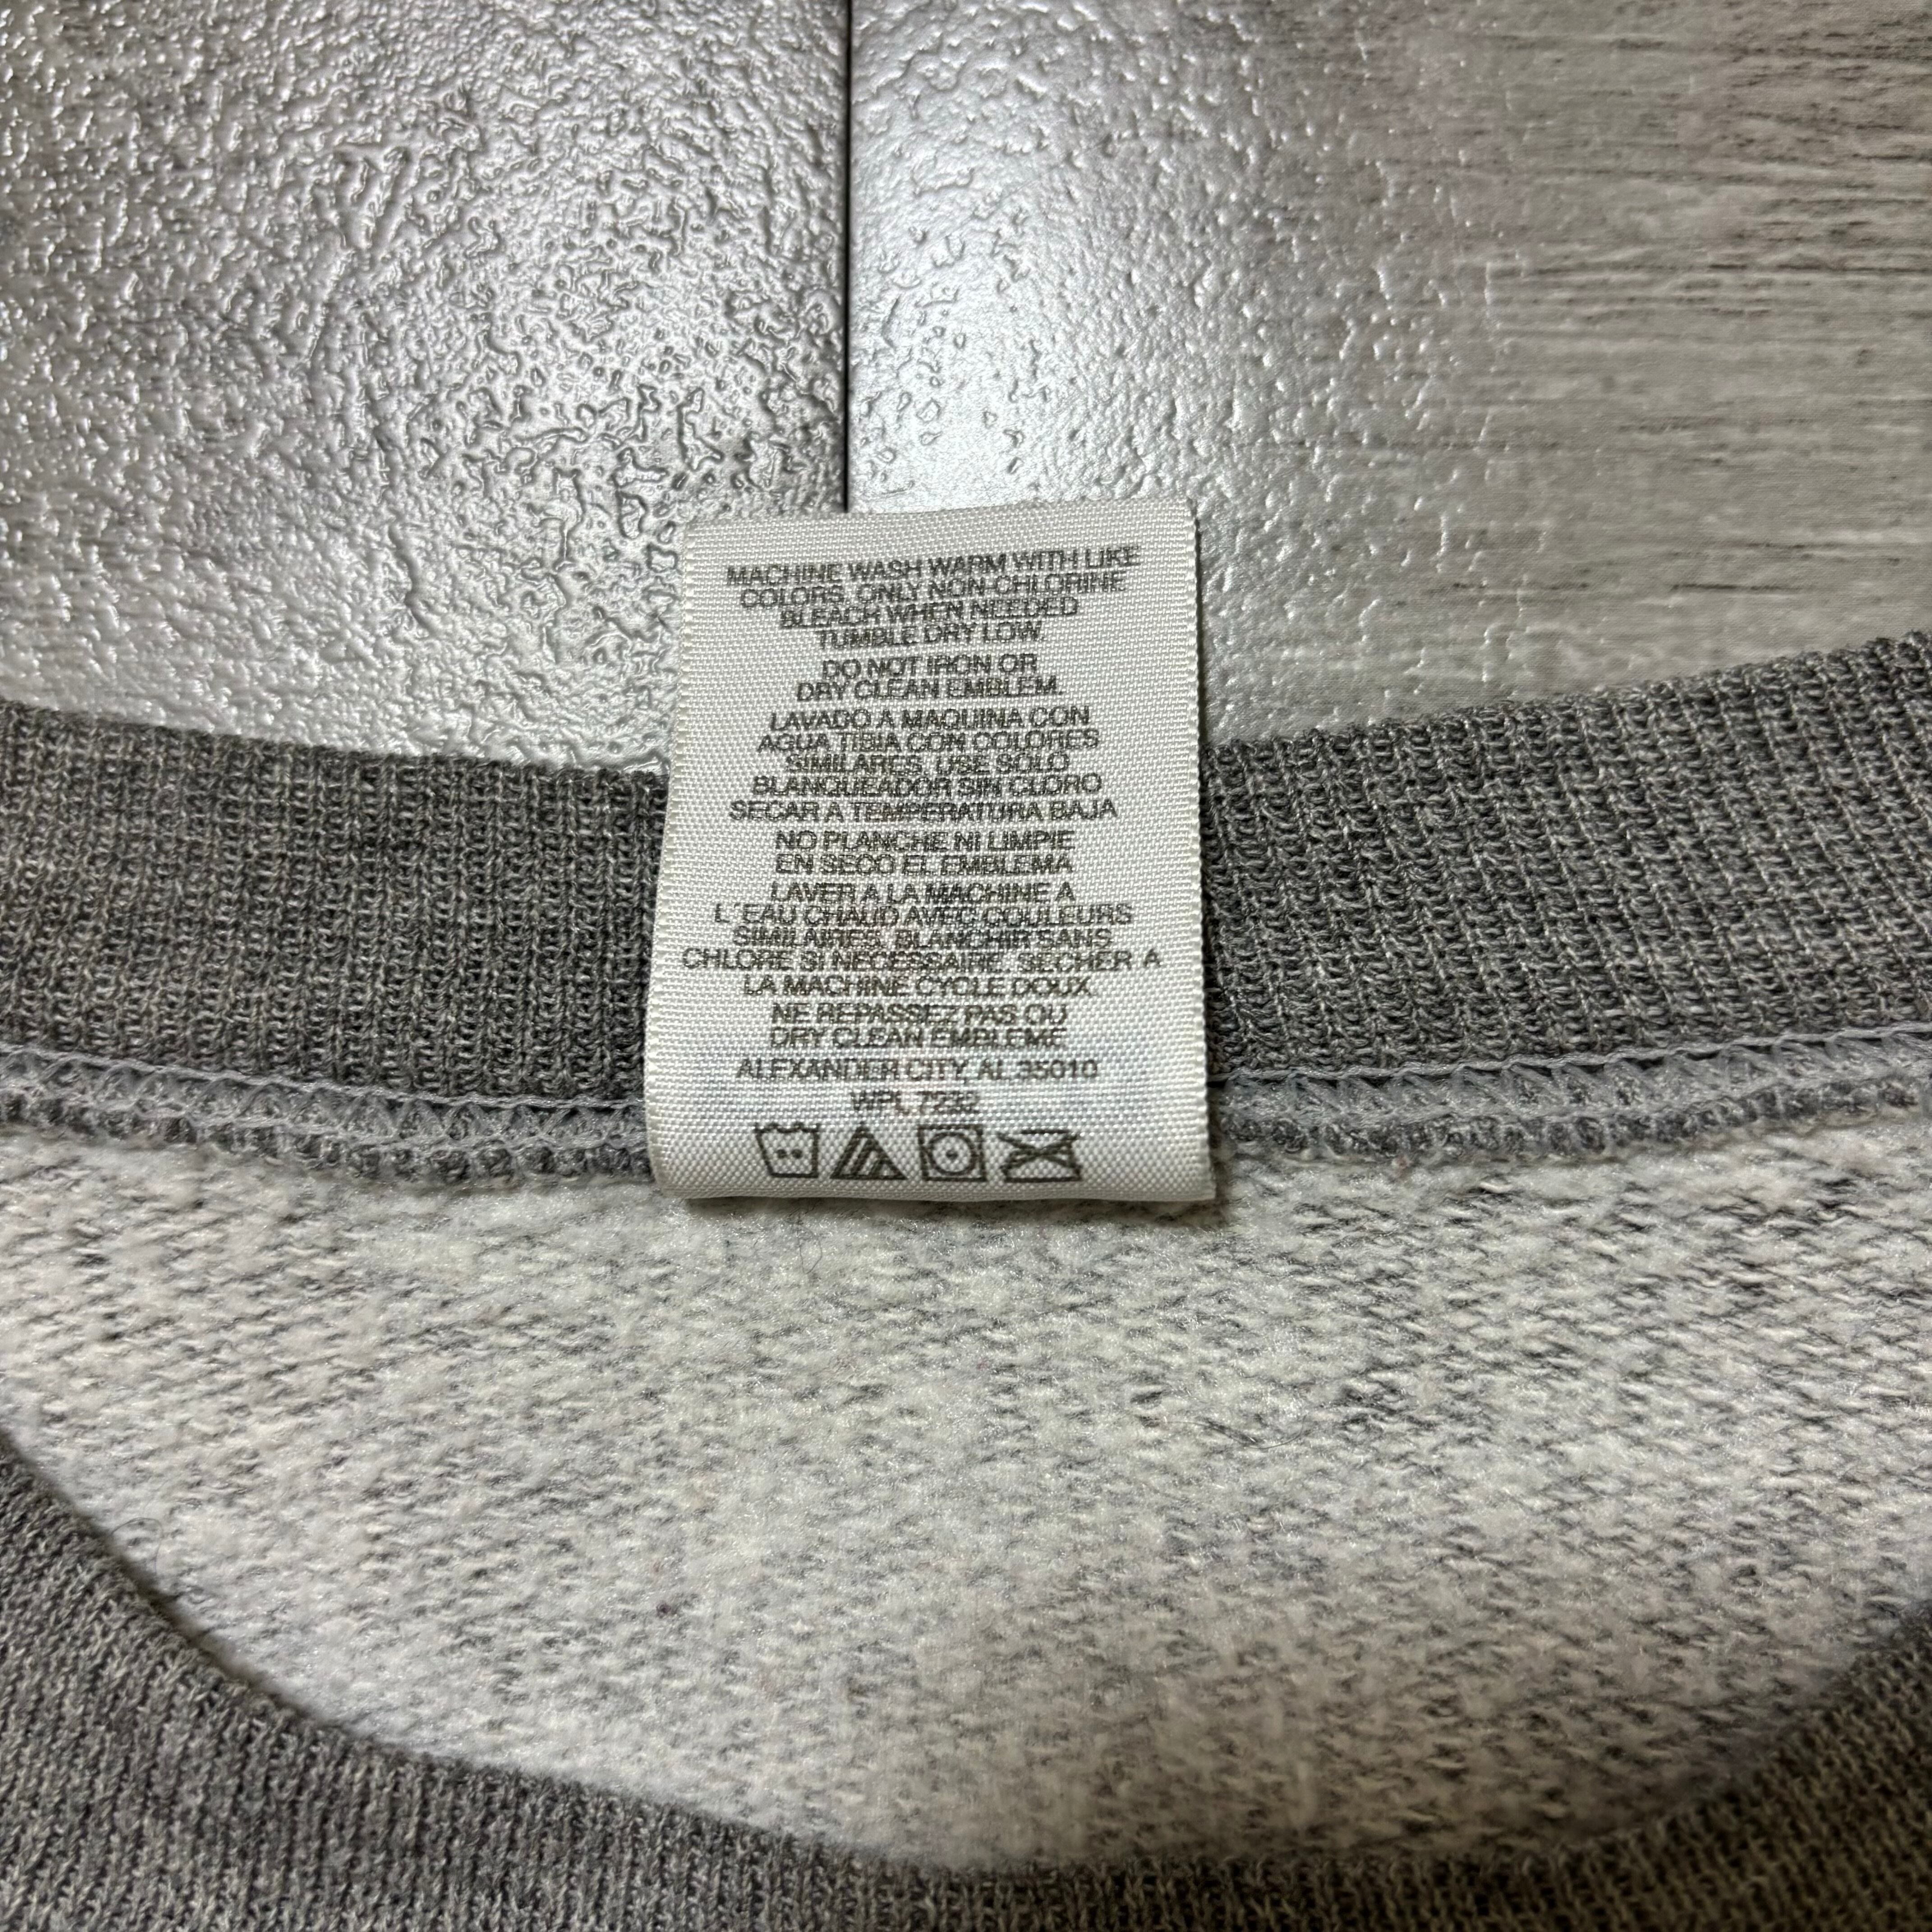 MACHINE WASH WARM WITH LIKE
COLORS, ONLY NON-CHLORINE
BLEACH WHEN NEEDED
TUMBLE DRY LOW.
DO NOT IRON OR
DRY CLEAN EMBLEM.
LAVADO A MAQUINA CON
AGUA TIBIA CON COLORES
SIMILARES, USE SOLO
BLANQUEADOR SIN CLORO
SECAR A TEMPERATURA BAJA
NO PLANCHE NI LIMPIE
EN SECO EL EMBLEMA
LAVER A LA MACHINE A
L'EAU CHAUD AVEC COULEURS
SIMILAIRES, BLANCHIR SANS
CHLORE SI NECESSAIRE. SECHER A
LA MACHINE CYCLE DOUX.
NE REPASSEZ PAS OU
DRY CLEAN EMBLEME
ALEXANDER CITY, AL 35010
WPL 7232